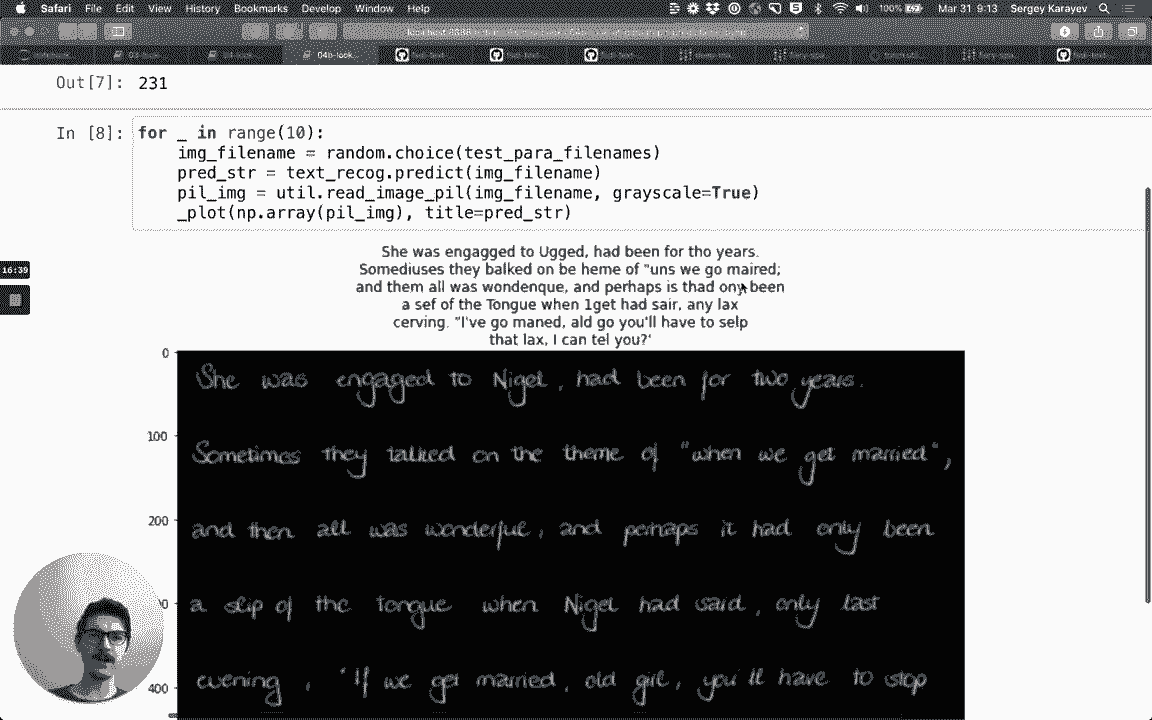 Safari File Edit View History Bookmarks Develop Window Help 100% Mar 31 9:13 Sergey Karayev
04b-look...
Out[7]: 231
In [8]: for _ in range(10):
img_filename = random.choice(test_para_filenames)
pred_str = text_recog.predict(img_filename)
pil_img = util.read_image_pil(img_filename, grayscale=True)
_plot(np.array(pil_img), title=pred_str)
16:39
She was engagged to Ugged, had been for tho years.
Somediuses they balked on be heme of "uns we go maired;
and them all was wondenque, and perhaps is thad ony been
a sef of the Tongue when 1get had sair, any lax
cerving. "I've go maned, ald go you'll have to selp
that lax, I can tel you?'
0
She was engaged to Nigel, had been for two years.
100
Sometimes they talked on the theme of "when we get married",
200
and then all was wonderful, and perhaps it had only been
a slip of the tongue when Nigel had said, only last
400
evening, "If we get married, old girl, you'll have to stop